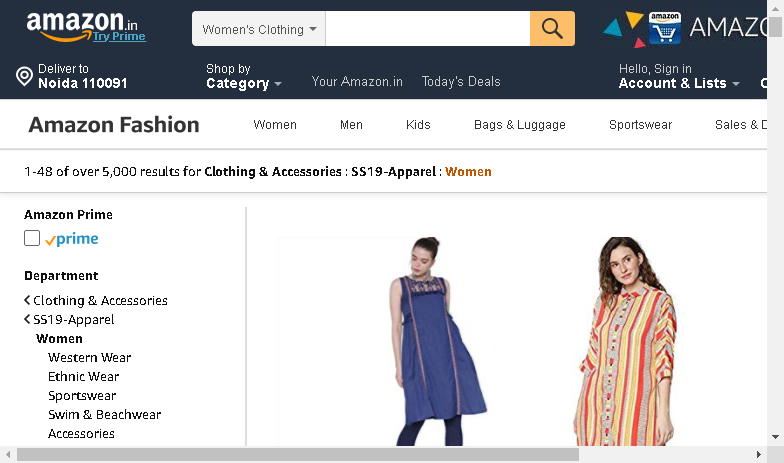 amazon.in
Try Prime
Women's Clothing
amazon
Deliver to
Noida 110091
Shop by
Category
Your Amazon.in
Today's Deals
Hello, Sign in
Account & Lists
Amazon Fashion
Women
Men
Kids
Bags & Luggage
Sportswear
Sales &
1-48 of over 5,000 results for Clothing & Accessories : SS19-Apparel : Women
Amazon Prime
prime
Department
Clothing & Accessories
SS19-Apparel
Women
Western Wear
Ethnic Wear
Sportswear
Swim & Beachwear
Accessories